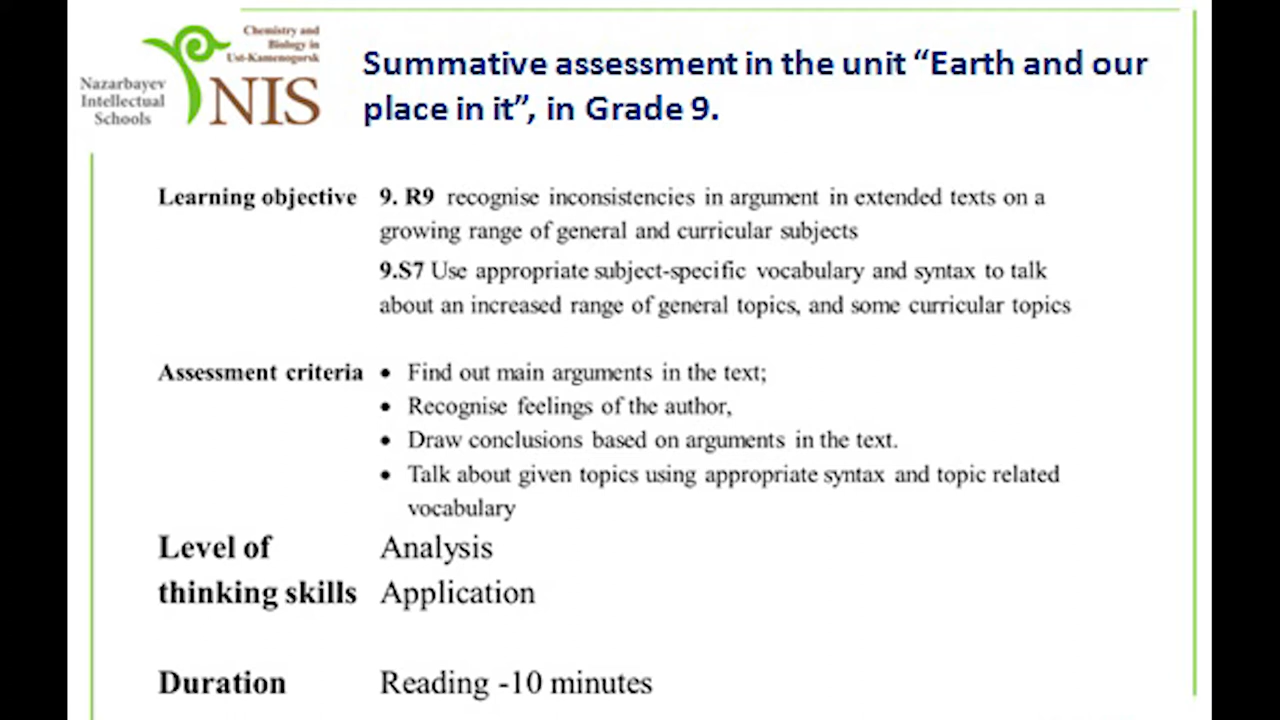 Chemistry and
Biology in
Ust-Kamenogorsk
Nazarbayev
Intellectual
Schools
NIS
Summative assessment in the unit “Earth and our
place in it”, in Grade 9.
Learning objective 9. R9 recognise inconsistencies in argument in extended texts on a
growing range of general and curricular subjects
9.S7 Use appropriate subject-specific vocabulary and syntax to talk
about an increased range of general topics, and some curricular topics
Assessment criteria • Find out main arguments in the text;
• Recognise feelings of the author,
• Draw conclusions based on arguments in the text.
• Talk about given topics using appropriate syntax and topic related
vocabulary
Level of Analysis
thinking skills Application
Duration Reading -10 minutes